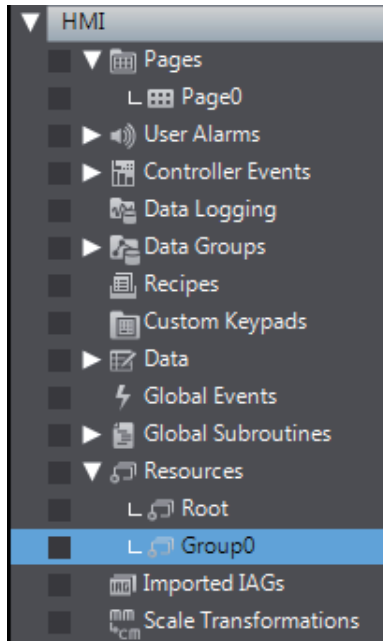 HMI
Pages
Page0
User Alarms
Controller Events
Data Logging
Data Groups
Recipes
Custom Keypads
Data
Global Events
Global Subroutines
Resources
Root
Group0
Imported IAGs
Scale Transformations